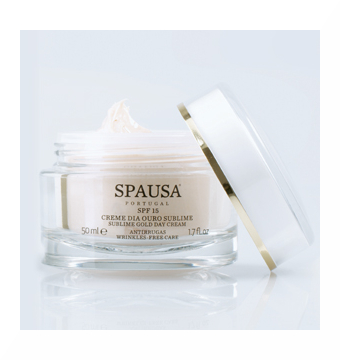 SPAUSA
PORTUGAL
SPF 15
CREME DIA OURO SUBLIME
SUBLIME GOLD DAY CREAM
50 ml e 1.7 fl.oz
ANTIRRUGAS
WRINKLES-FREE CARE